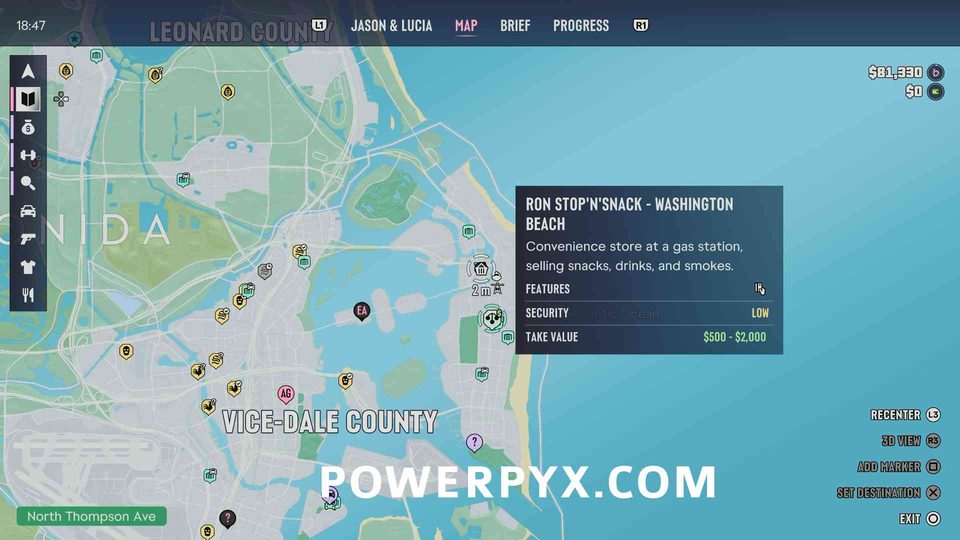 18:47
LEONARD COUNTY
L1 JASON & LUCIA MAP BRIEF PROGRESS R1
$81,330
$0
RON STOP'N'SNACK - WASHINGTON
BEACH
Convenience store at a gas station,
selling snacks, drinks, and smokes.
FEATURES
SECURITY LOW
TAKE VALUE $500 - $2,000
ONIDA
2 m
EA
AG
VICE-DALE COUNTY
RECENTER L3
3D VIEW R3
ADD MARKER
SET DESTINATION
EXIT
POWERPYX.COM
North Thompson Ave